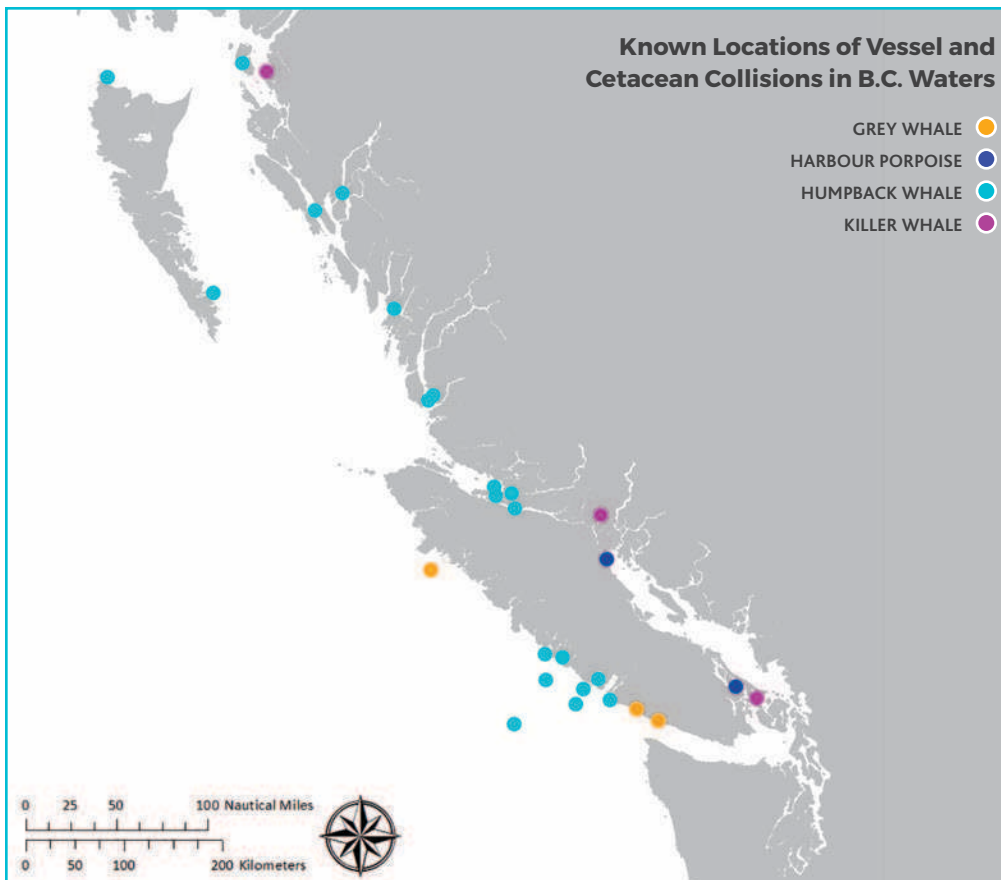 Known Locations of Vessel and
Cetacean Collisions in B.C. Waters
GREY WHALE
HARBOUR PORPOISE
HUMPBACK WHALE
KILLER WHALE
0 25 50 100 Nautical Miles
0 50 100 200 Kilometers